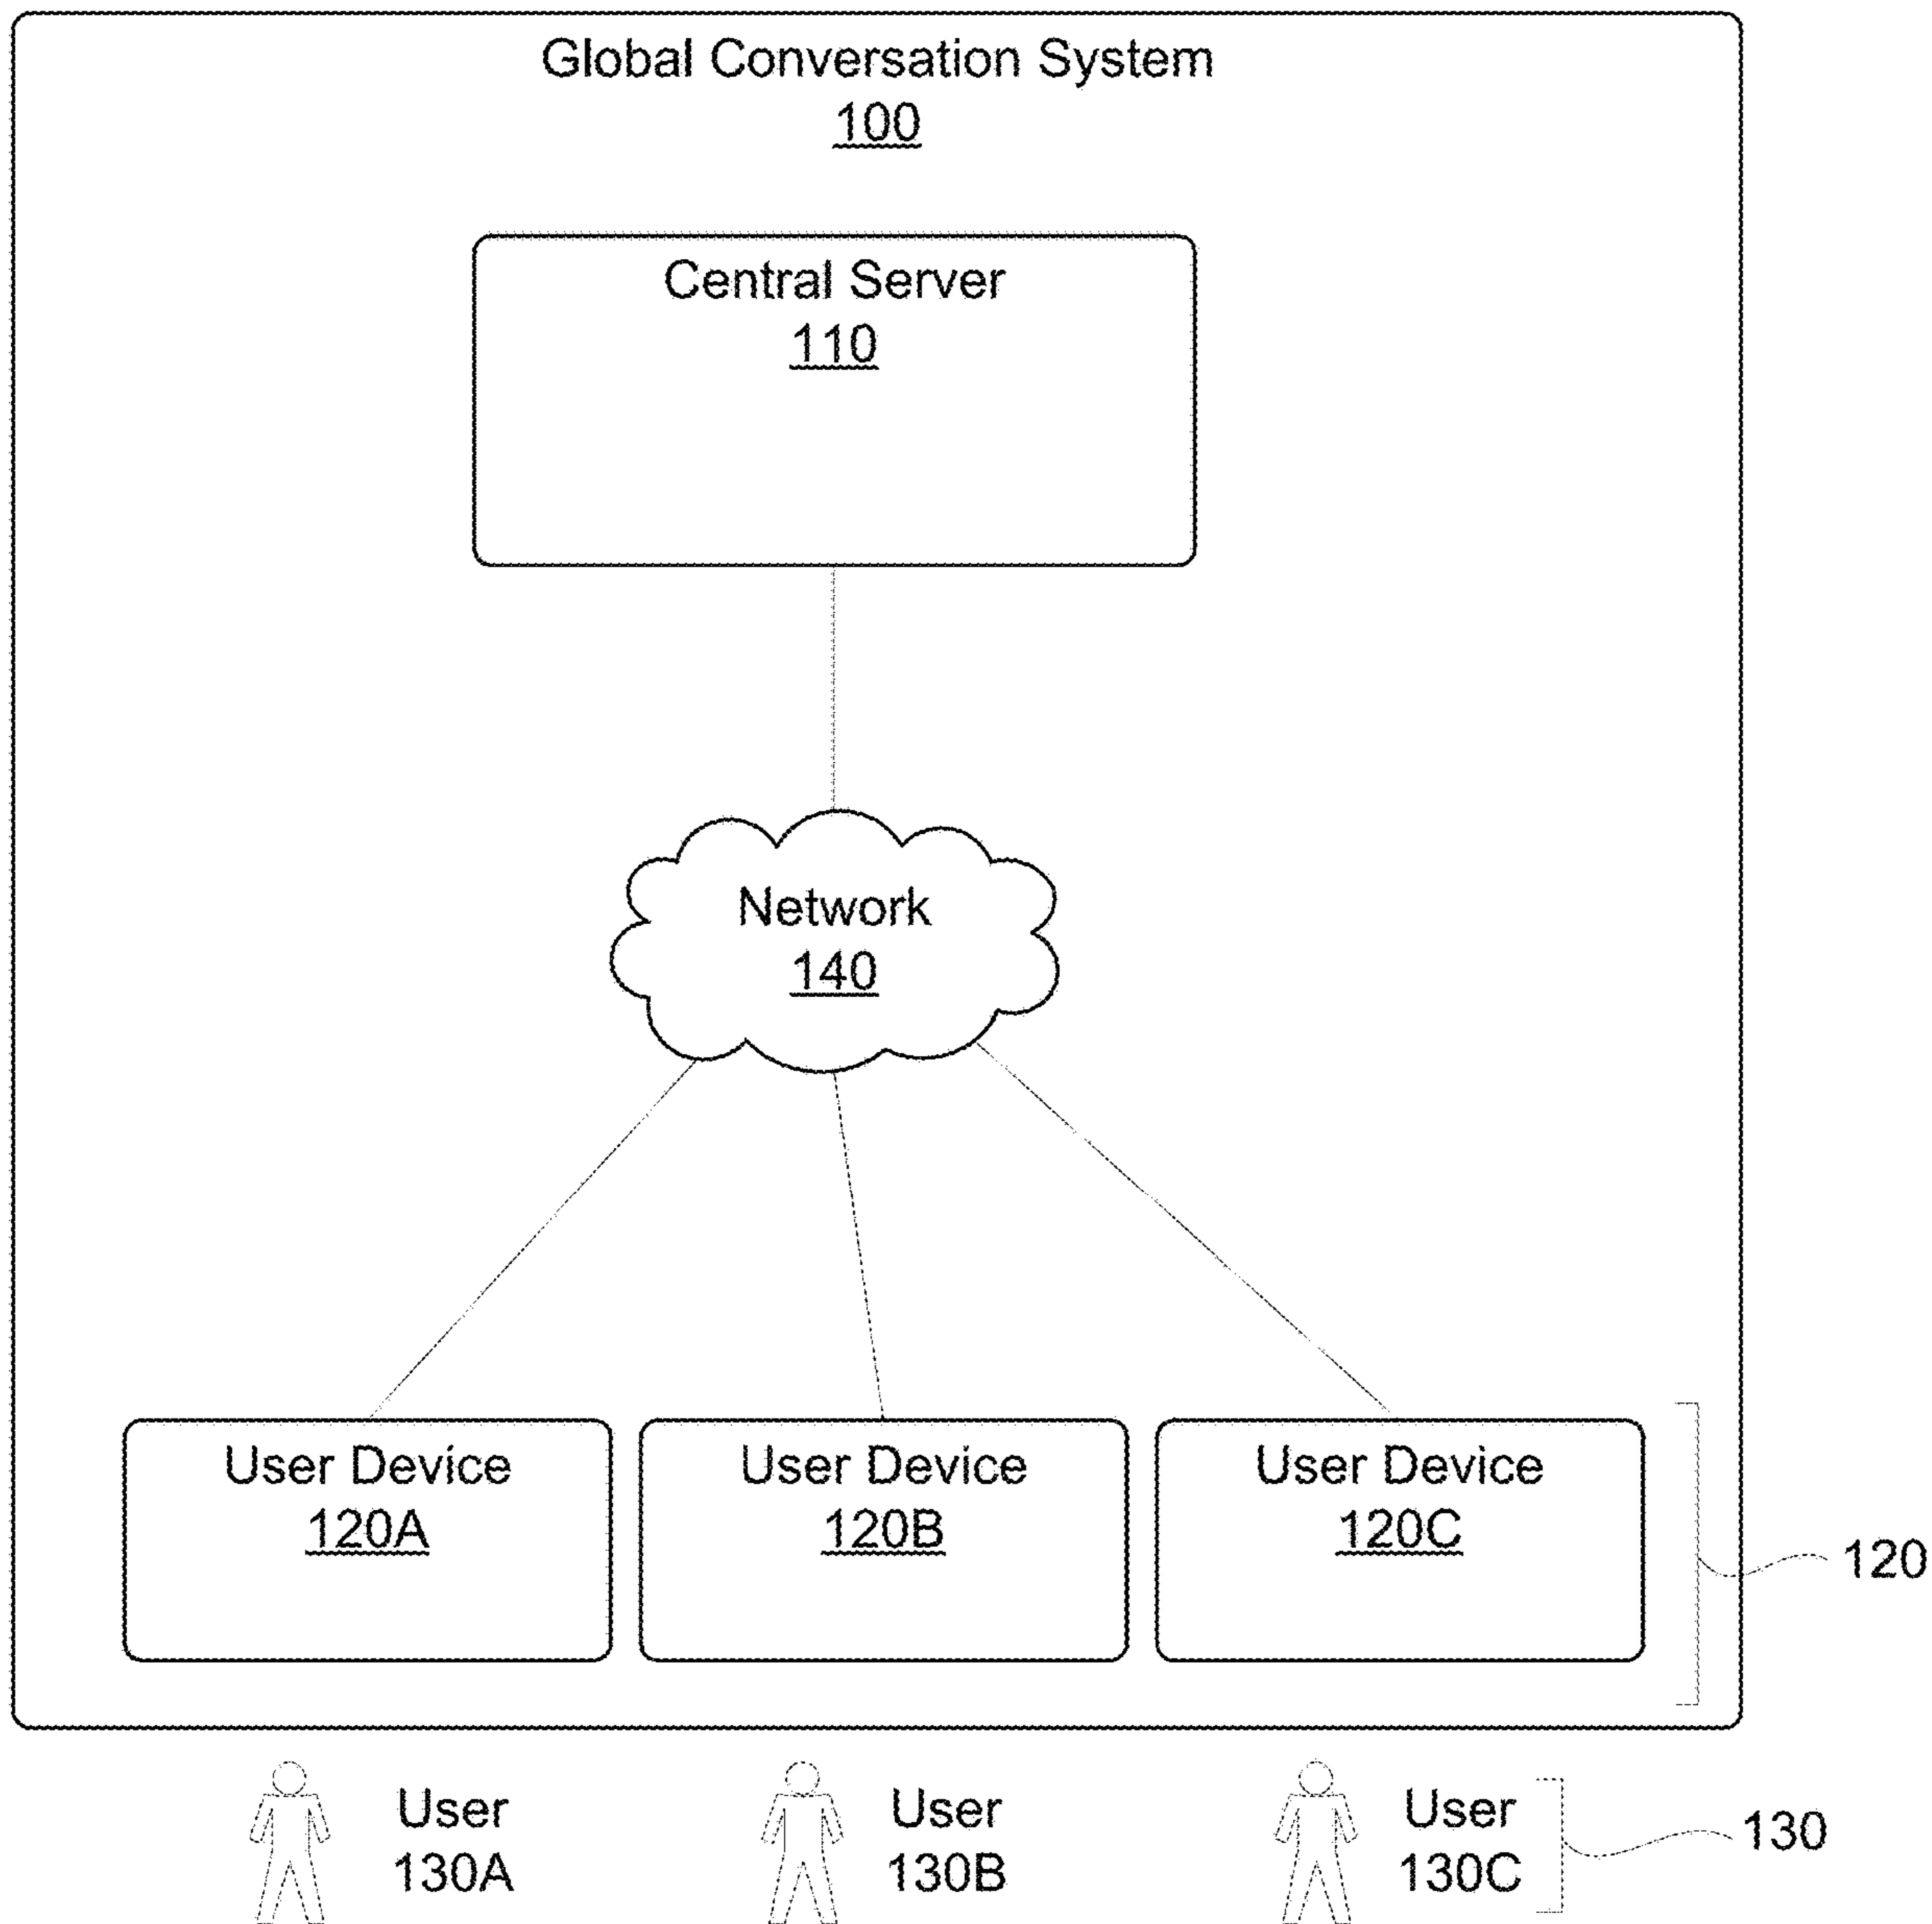 Global Conversation System
100
Central Server
110
Network
140
User Device
120A
User Device
120B
User Device
120C
120
User
130A
User
130B
User
130C
130